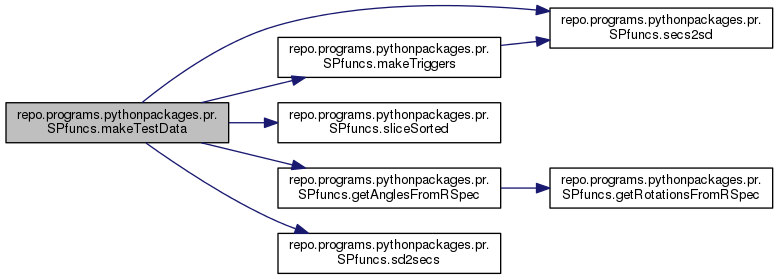 repo.programs.pythonpackages.pr.
SPfuncs.makeTestData
repo.programs.pythonpackages.pr.
SPfuncs.makeTriggers
repo.programs.pythonpackages.pr.
SPfuncs.secs2sd
repo.programs.pythonpackages.pr.
SPfuncs.sliceSorted
repo.programs.pythonpackages.pr.
SPfuncs.getAnglesFromRSpec
repo.programs.pythonpackages.pr.
SPfuncs.getRotationsFromRSpec
repo.programs.pythonpackages.pr.
SPfuncs.sd2secs